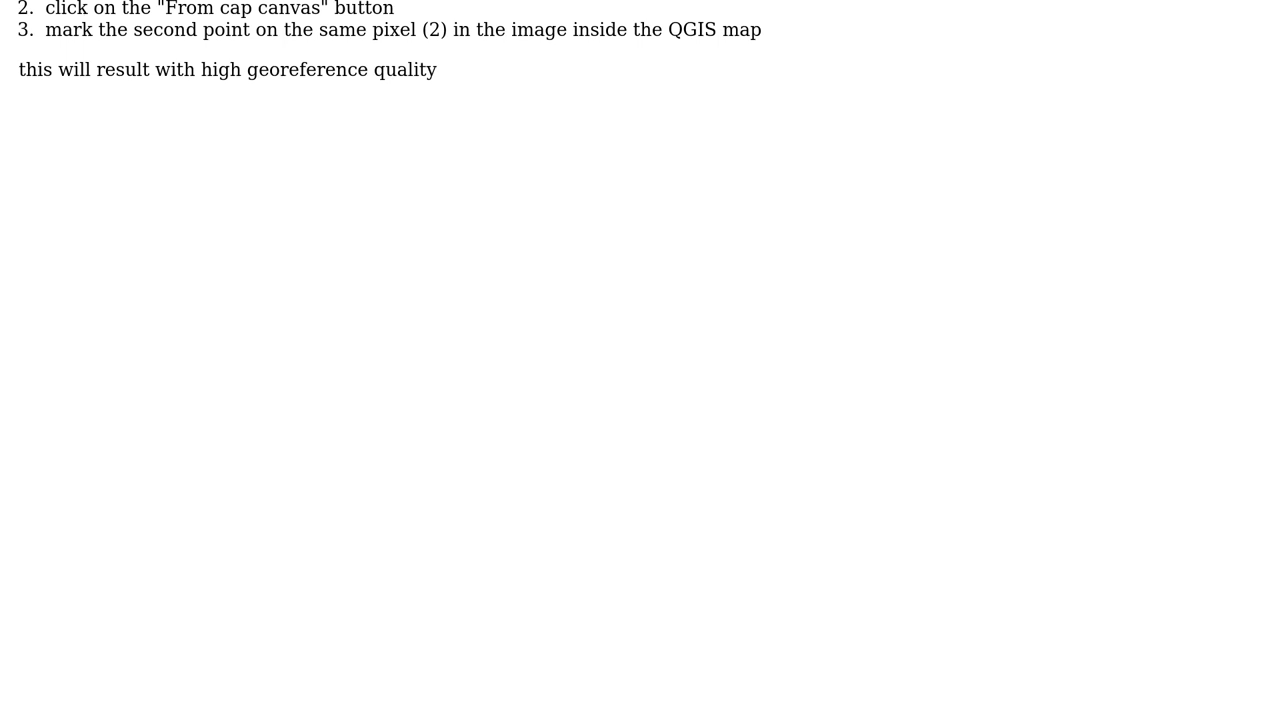 2. click on the "From cap canvas" button
3. mark the second point on the same pixel (2) in the image inside the QGIS map
this will result with high georeference quality